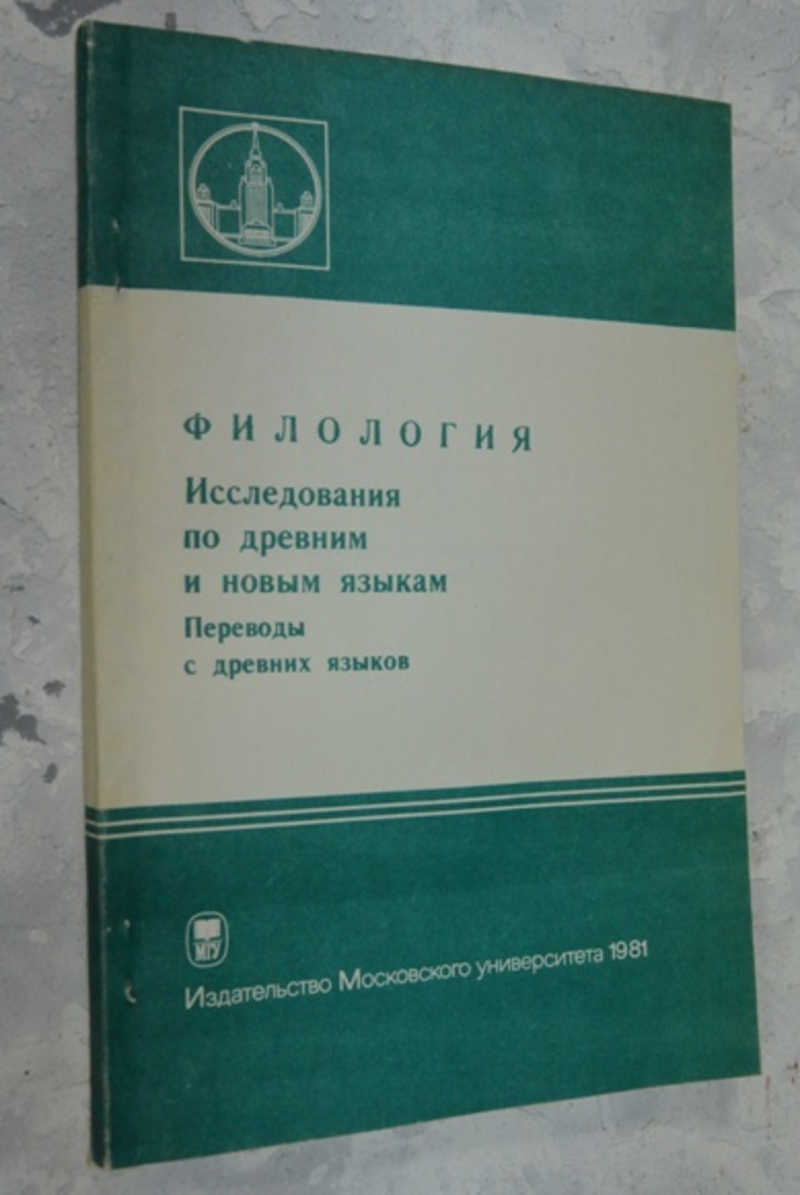 ФИЛОЛОГИЯ
Исследования
по древним
и новым языкам
Переводы
с древних языков
МГУ
Издательство Московского университета 1981